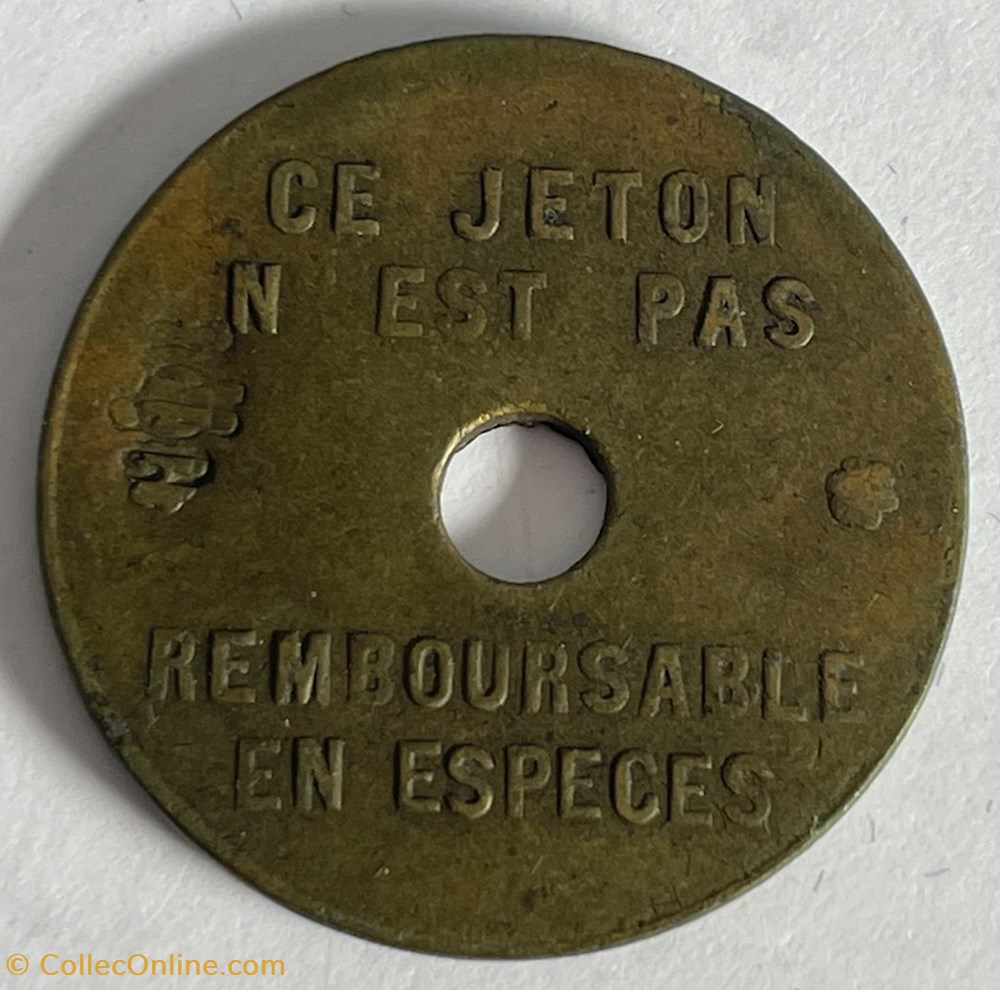 CE JETON
N EST PAS
REMBOURSABLE
EN ESPECES
© CollecOnline.com